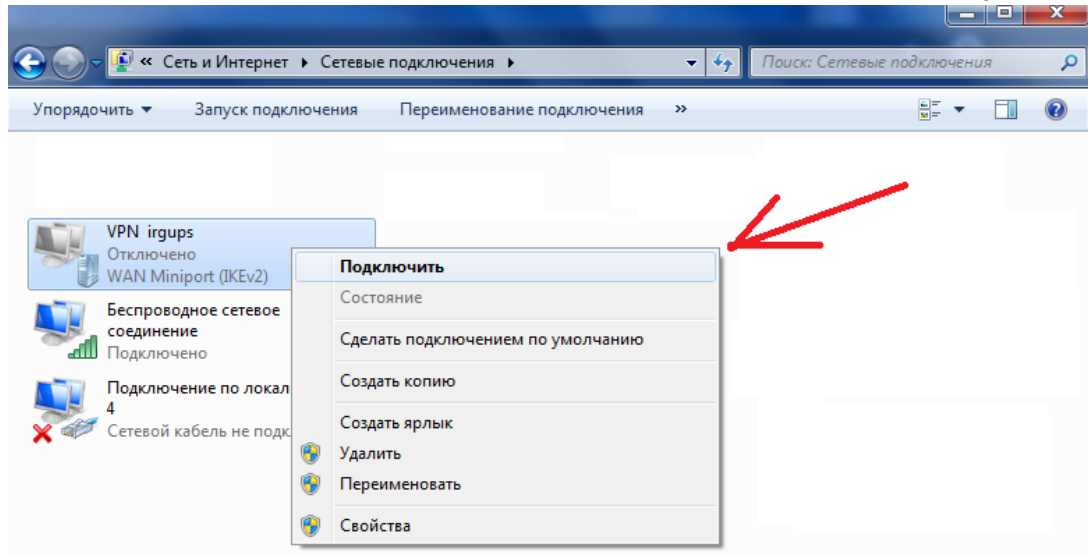 « Сеть и Интернет ▸ Сетевые подключения ▸
Поиск: Сетевые подключения
Упорядочить ▼ Запуск подключения Переименование подключения »
VPN irgups
Отключено
WAN Miniport (IKEv2)
Беспроводное сетевое
соединение
Подключено
Подключение по локал
4
Сетевой кабель не подк
Подключить
Состояние
Сделать подключением по умолчанию
Создать копию
Создать ярлык
Удалить
Переименовать
Свойства